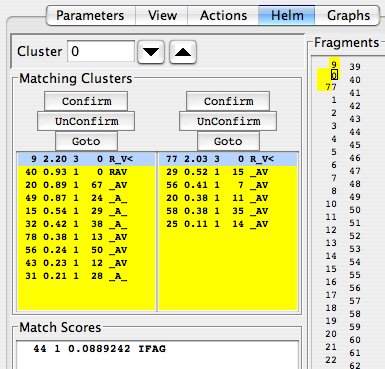 Parameters View Actions Helm Graphs
Cluster 0
Fragments
Matching Clusters
Confirm Confirm
UnConfirm UnConfirm
Goto Goto
9 2.20 3 0 R_V<
40 0.93 1 0 RAV
20 0.89 1 67 _AV
49 0.87 1 24 _A_
15 0.54 1 29 _A_
32 0.42 1 38 _A_
78 0.38 1 13 _AV
56 0.24 1 50 _AV
43 0.23 1 12 _AV
31 0.21 1 28 _A_
77 2.03 3 0 R_V<
29 0.52 1 15 _AV
56 0.41 1 7 _AV
20 0.38 1 11 _AV
58 0.38 1 35 _AV
25 0.11 1 14 _AV
Match Scores
44 1 0.0889242 IFAG
9
0
77
1
2
3
4
5
6
7
8
9
10
11
12
13
14
15
16
17
18
19
20
21
22
39
40
41
42
43
44
45
46
47
48
49
50
51
52
53
54
55
56
57
58
59
60
61
62